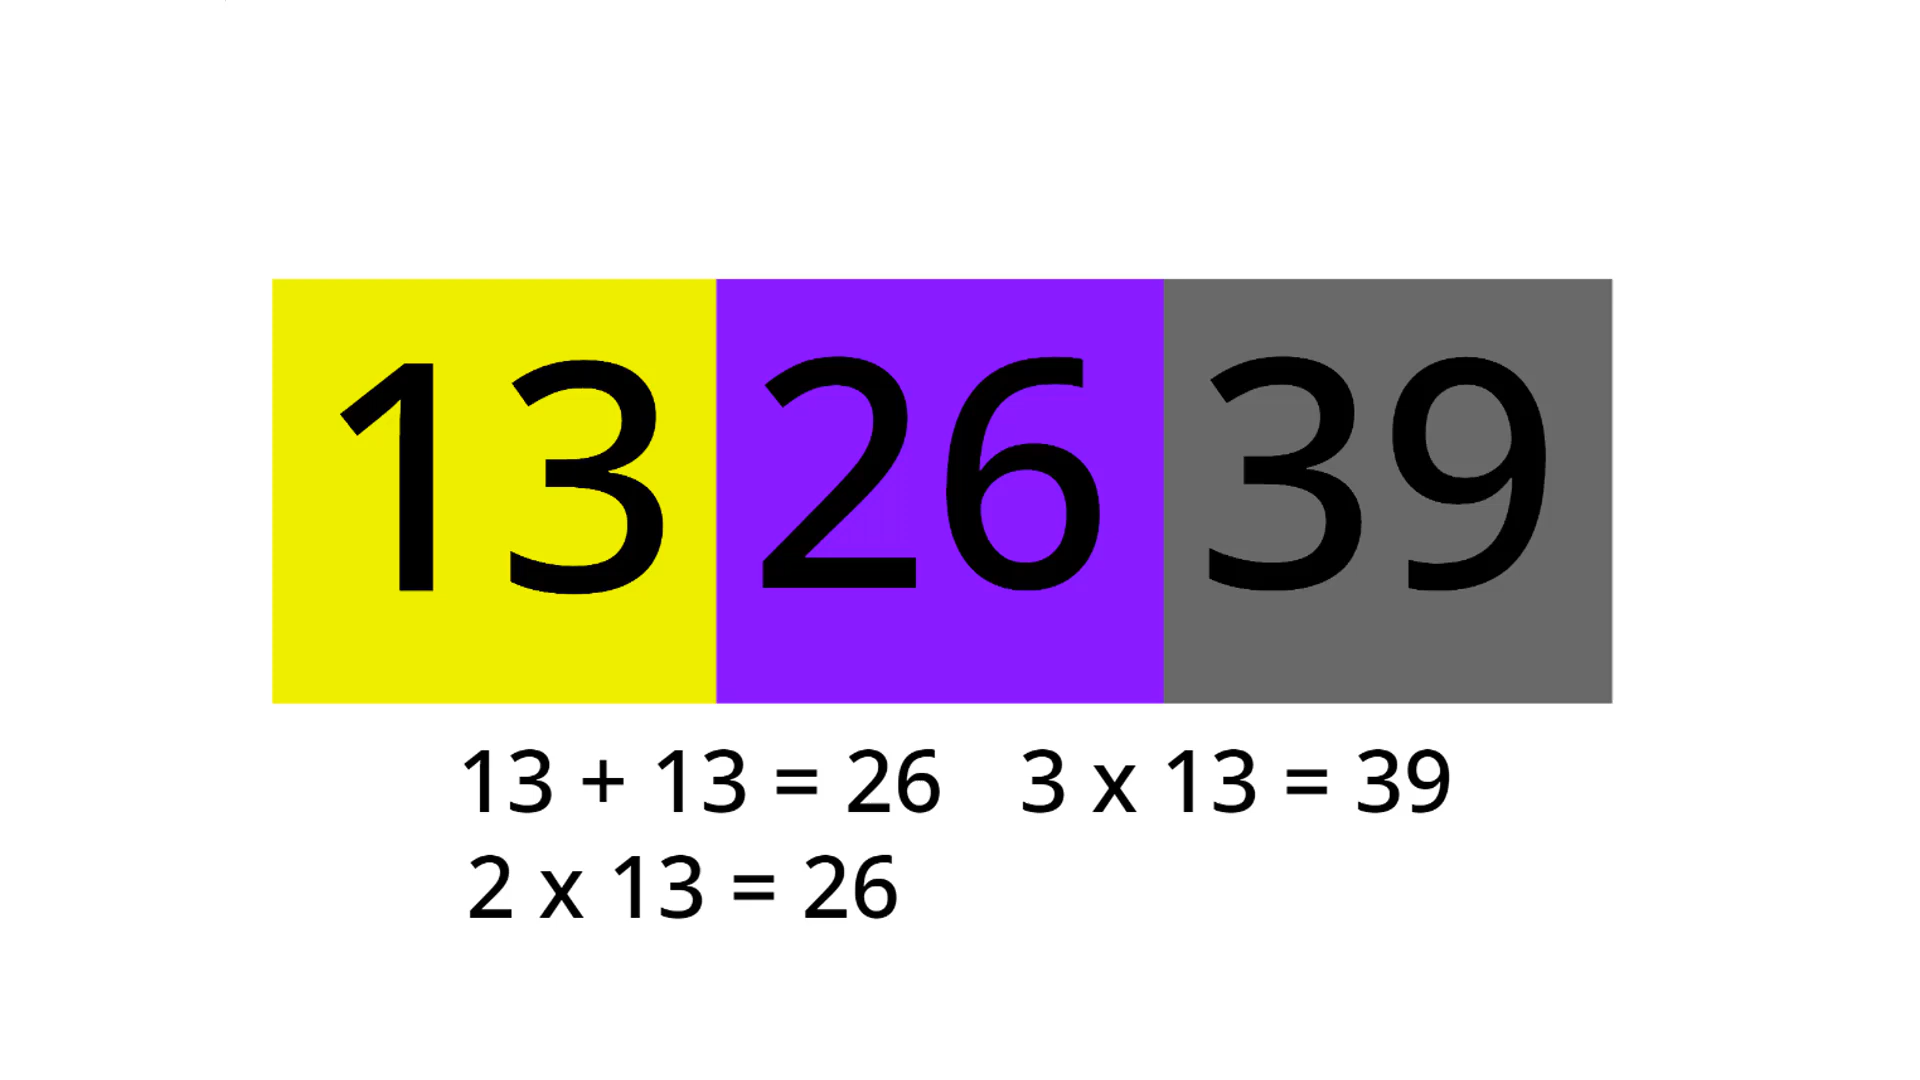 13 26 39
13 + 13 = 26 3 x 13 = 39
2 x 13 = 26